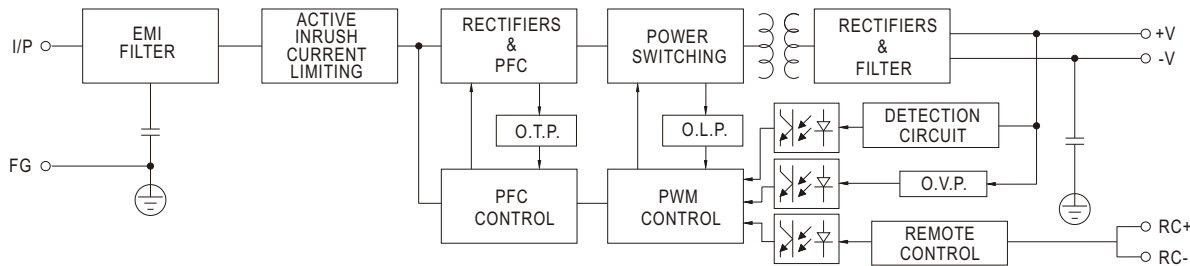 I/P
EMI
FILTER
ACTIVE
INRUSH
CURRENT
LIMITING
RECTIFIERS
&
PFC
POWER
SWITCHING
RECTIFIERS
&
FILTER
+V
-V
O.T.P.
O.L.P.
DETECTION
CIRCUIT
FG
PFC
CONTROL
PWM
CONTROL
O.V.P.
REMOTE
CONTROL
RC+
RC-